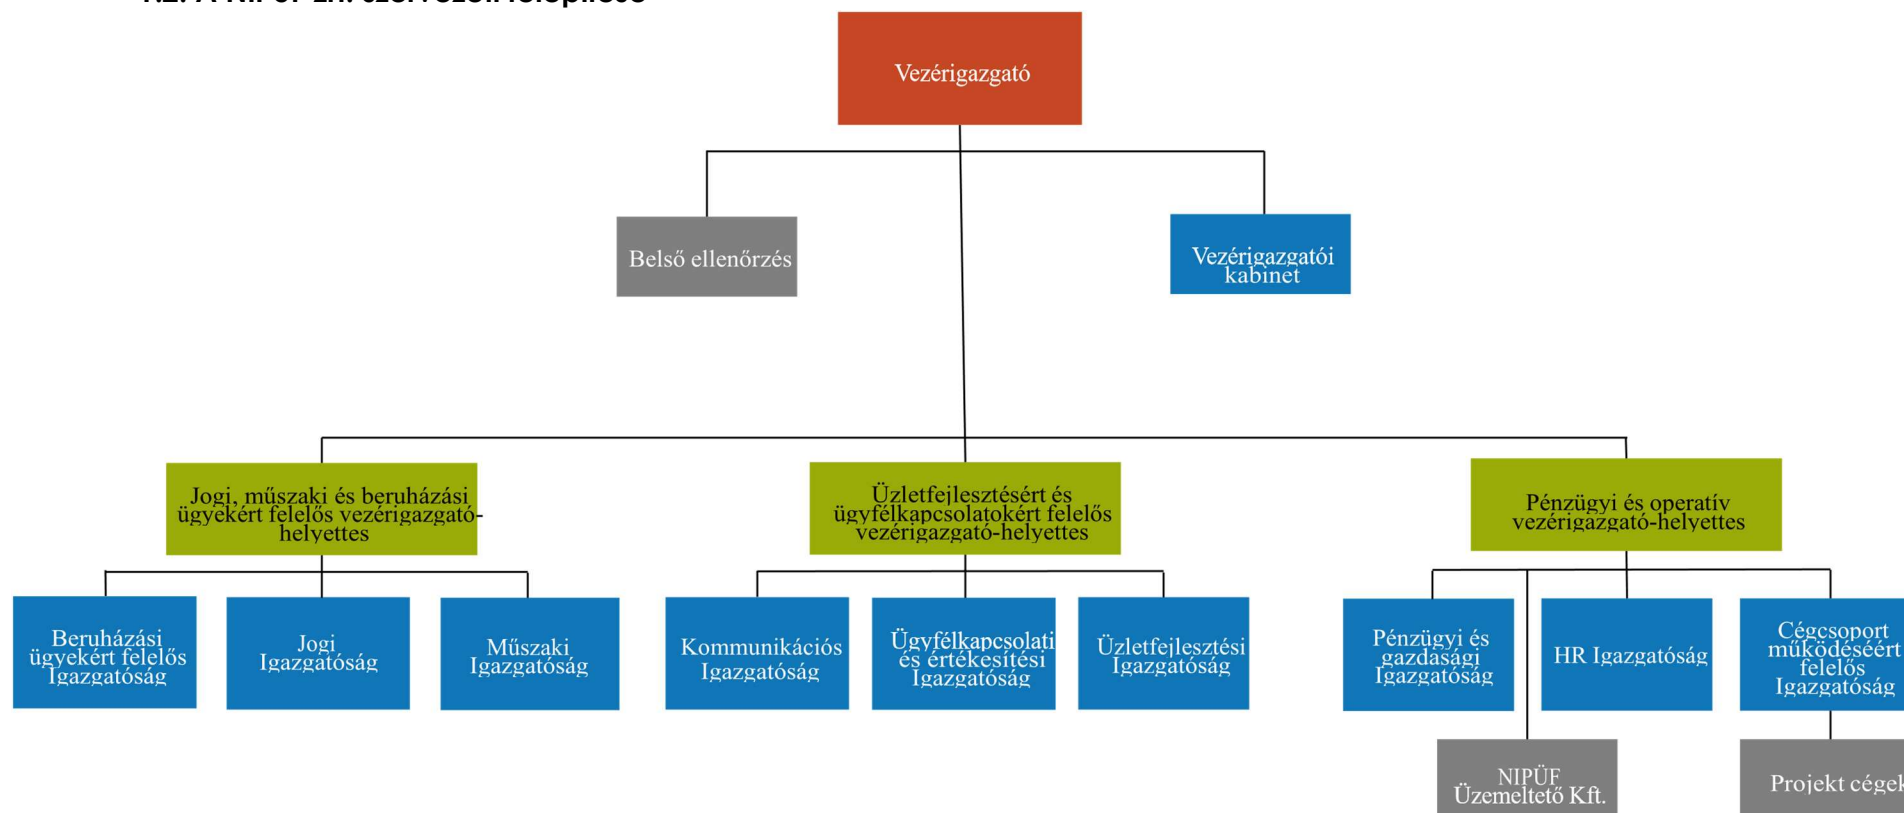 Vezérigazgató
Belső ellenőrzés
Vezérigazgatói
kabinet
Jogi, műszaki és beruházási
ügyekért felelős vezérigazgató-
helyettes
Üzletfejlesztésért és
ügyfélkapcsolatokért felelős
vezérigazgató-helyettes
Pénzügyi és operatív
vezérigazgató-helyettes
Beruházási
ügyekért felelős
Igazgatóság
Jogi
Igazgatóság
Műszaki
Igazgatóság
Kommunikációs
Igazgatóság
Ügyfélkapcsolati
és értékesítési
Igazgatóság
Üzletfejlesztési
Igazgatóság
Pénzügyi és
gazdasági
Igazgatóság
HR Igazgatóság
Cégcsoport
működéséért
felelős
Igazgatóság
NIPÜF
Üzemeltető Kft.
Projekt cégek